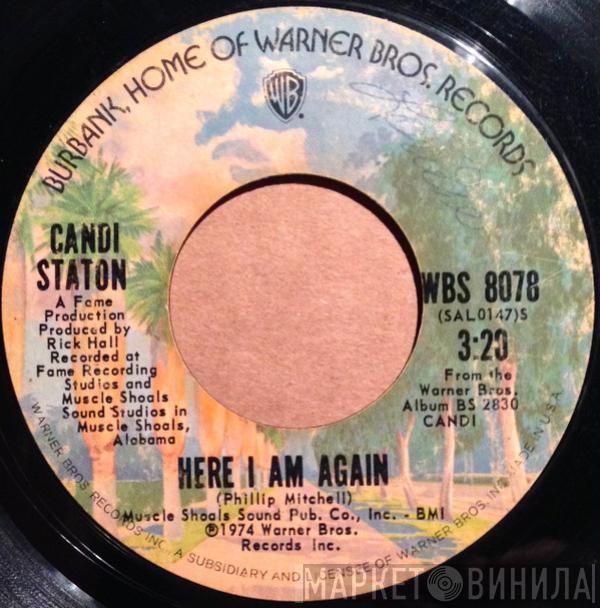 BURBANK, HOME OF WARNER BROS. RECORDS
WB
CANDI
STATON
A Fame
Production
Produced by
Rick Hall
Recorded at
Fame Recording
Studios and
Muscle Shoals
Sound Studios in
Muscle Shoals,
Alabama
WBS 8078
(SAL0147)S
3:20
From the
Warner Bros.
Album BS 2830
CANDI
HERE I AM AGAIN
(Phillip Mitchell)
Muscle Shoals Sound Pub. Co., Inc. - BMI
℗1974 Warner Bros.
Records Inc.
WARNER BROS. RECORDS INC., A SUBSIDIARY AND LICENSEE OF WARNER BROS. INC. MADE IN U.S.A.
МАРКЕТ ВИНИЛА